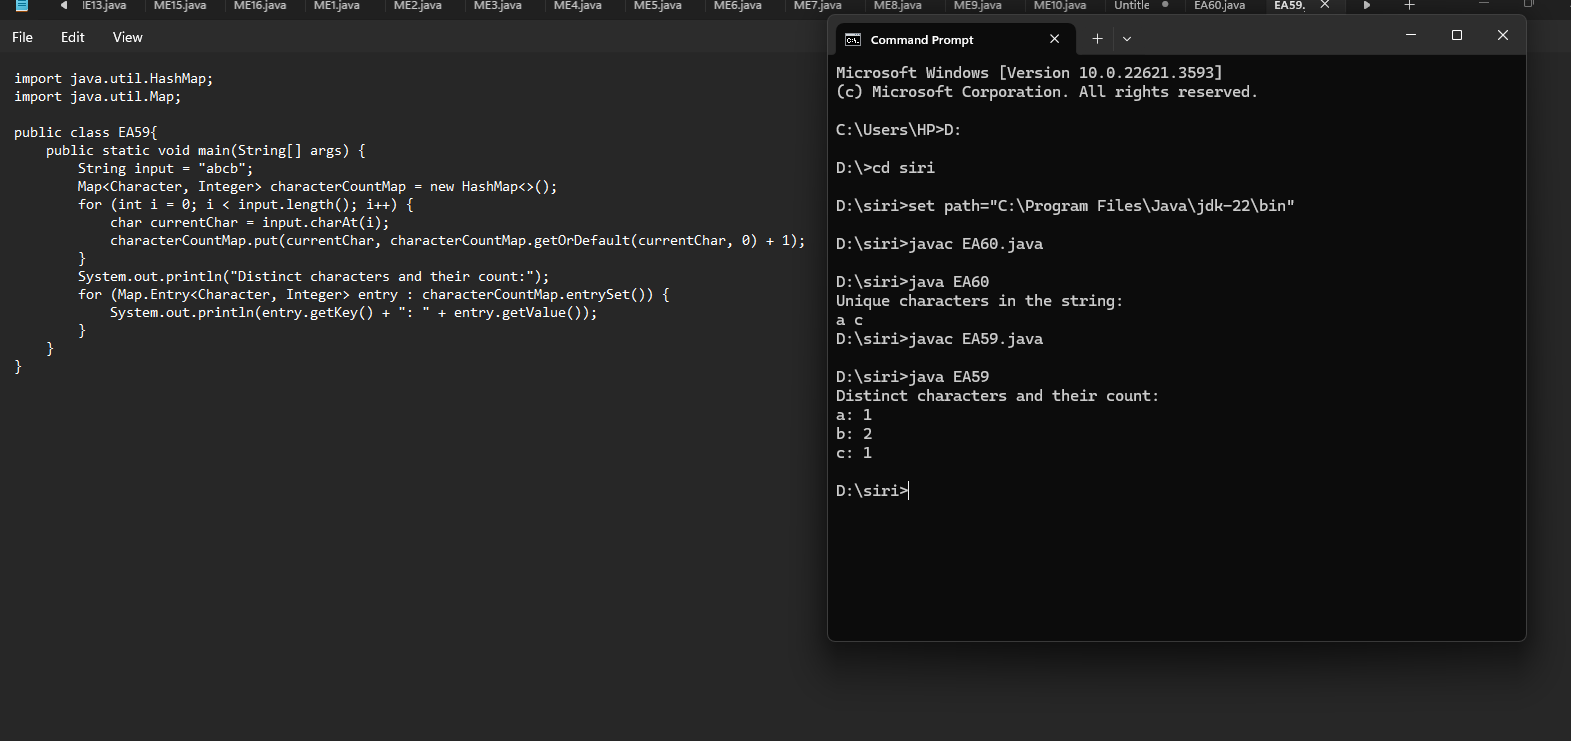 IE13.java ME15.java ME16.java ME1.java ME2.java ME3.java ME4.java ME5.java ME6.java ME7.java ME8.java ME9.java ME10.java Untitle EA60.java EA59.
File Edit View
import java.util.HashMap;
import java.util.Map;
public class EA59{
    public static void main(String[] args) {
        String input = "abcb";
        Map<Character, Integer> characterCountMap = new HashMap<>();
        for (int i = 0; i < input.length(); i++) {
            char currentChar = input.charAt(i);
            characterCountMap.put(currentChar, characterCountMap.getOrDefault(currentChar, 0) + 1);
        }
        System.out.println("Distinct characters and their count:");
        for (Map.Entry<Character, Integer> entry : characterCountMap.entrySet()) {
            System.out.println(entry.getKey() + ": " + entry.getValue());
        }
    }
}
Command Prompt
Microsoft Windows [Version 10.0.22621.3593]
(c) Microsoft Corporation. All rights reserved.
C:\Users\HP>D:
D:\>cd siri
D:\siri>set path="C:\Program Files\Java\jdk-22\bin"
D:\siri>javac EA60.java
D:\siri>java EA60
Unique characters in the string:
a c
D:\siri>javac EA59.java
D:\siri>java EA59
Distinct characters and their count:
a: 1
b: 2
c: 1
D:\siri>